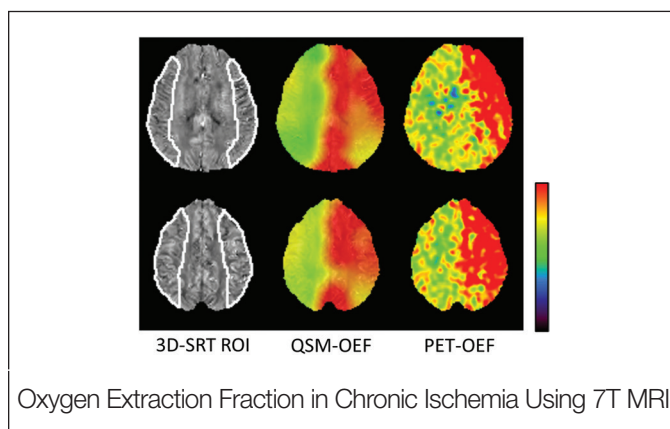 3D-SRT ROI QSM-OEF PET-OEF
Oxygen Extraction Fraction in Chronic Ischemia Using 7T MRI